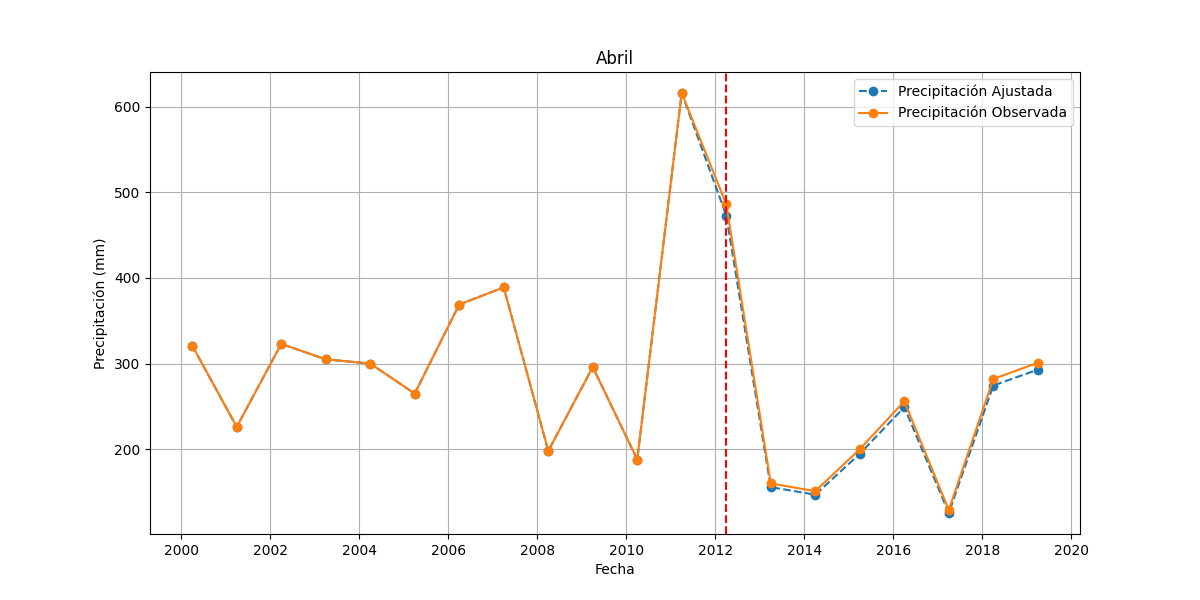 Abril
Precipitación Ajustada
Precipitación Observada
Precipitación (mm)
600
500
400
300
200
2000 2002 2004 2006 2008 2010 2012 2014 2016 2018 2020
Fecha